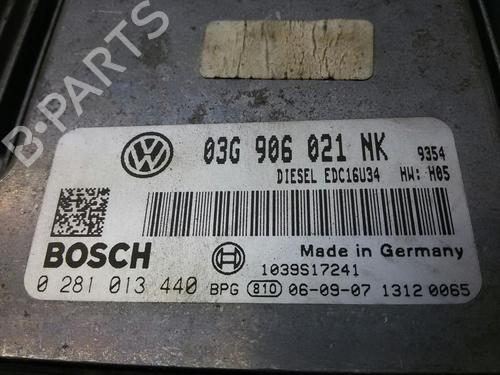 B-PARTS
03G 906 021 NK 9354
DIESEL EDC16U34 HW: H05
BOSCH
Made in Germany
1039S17241
0 281 013 440 BPG 810 06-09-07 1312 0065